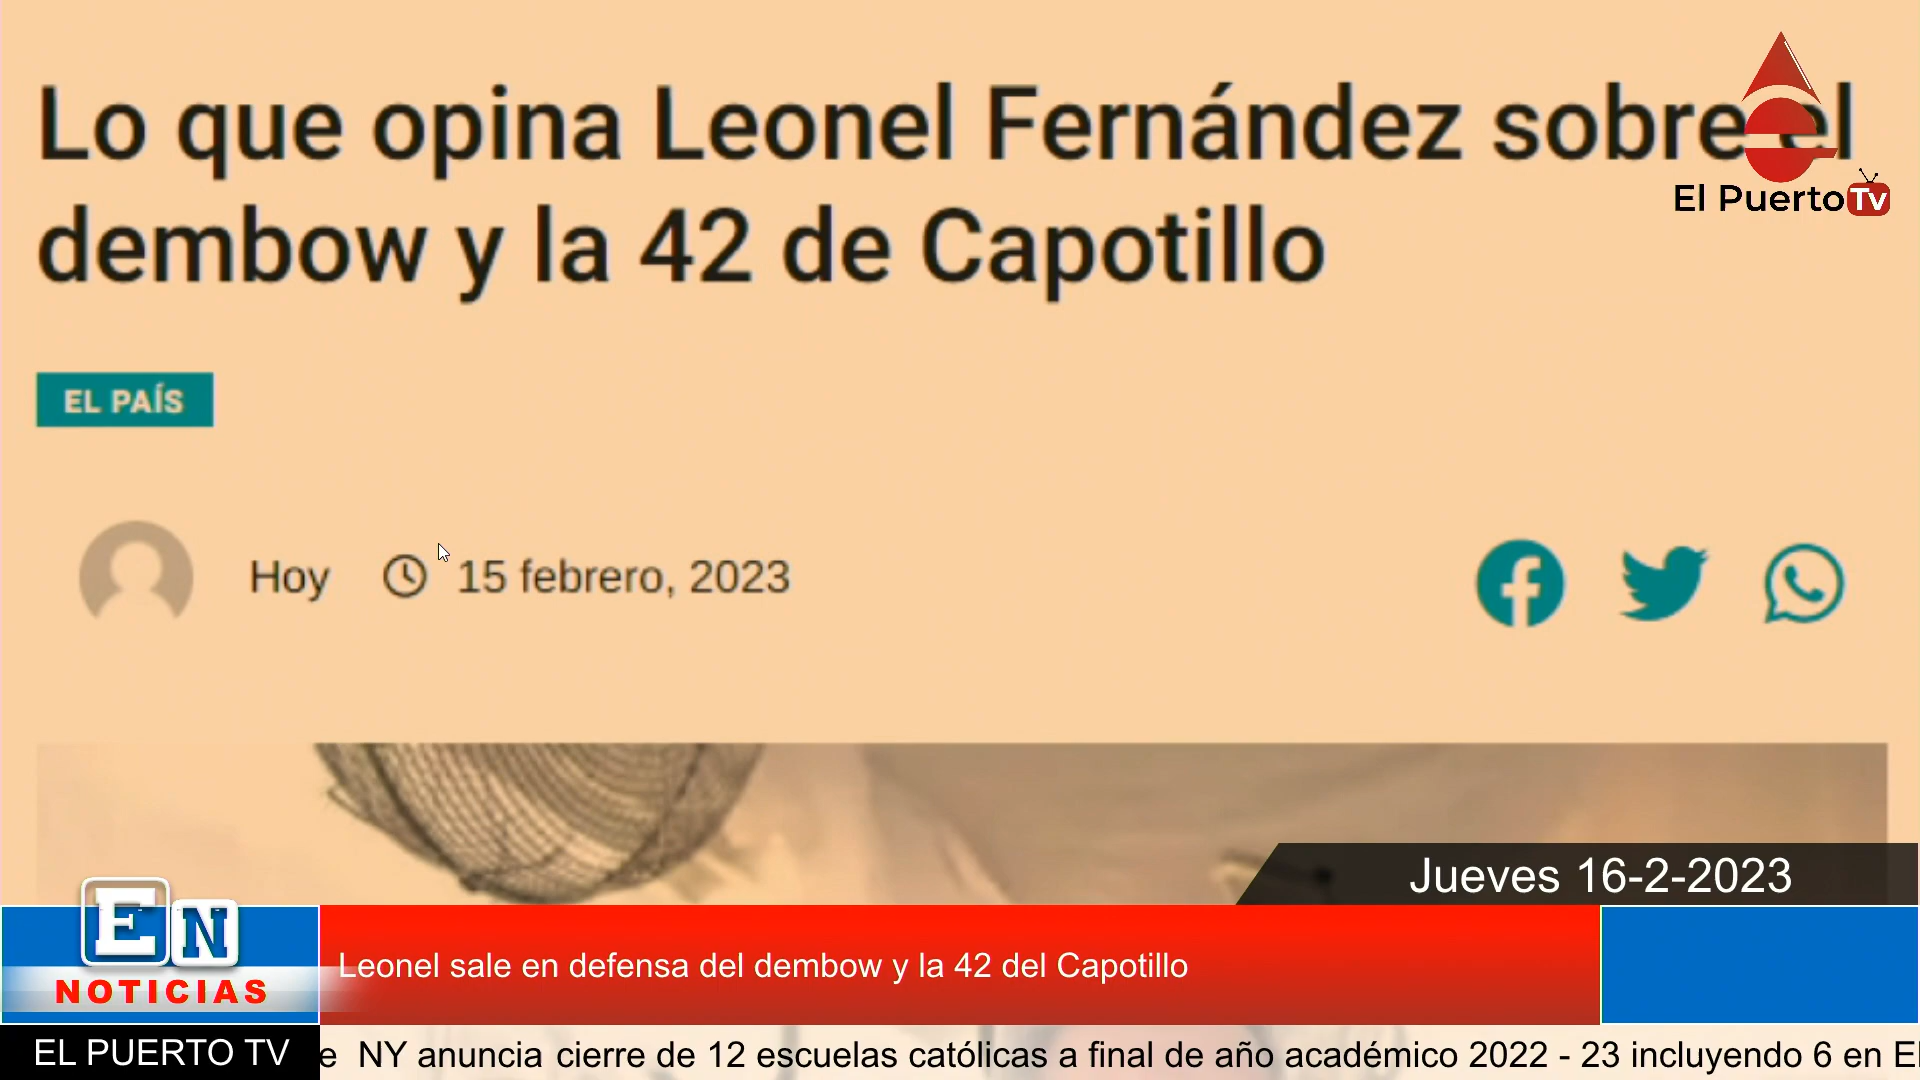 Lo que opina Leonel Fernández sobre el
dembow y la 42 de Capotillo
El Puerto Tv
EL PAÍS
Hoy 15 febrero, 2023
Jueves 16-2-2023
EN
NOTICIAS
Leonel sale en defensa del dembow y la 42 del Capotillo
EL PUERTO TV
e NY anuncia cierre de 12 escuelas católicas a final de año académico 2022 - 23 incluyendo 6 en El